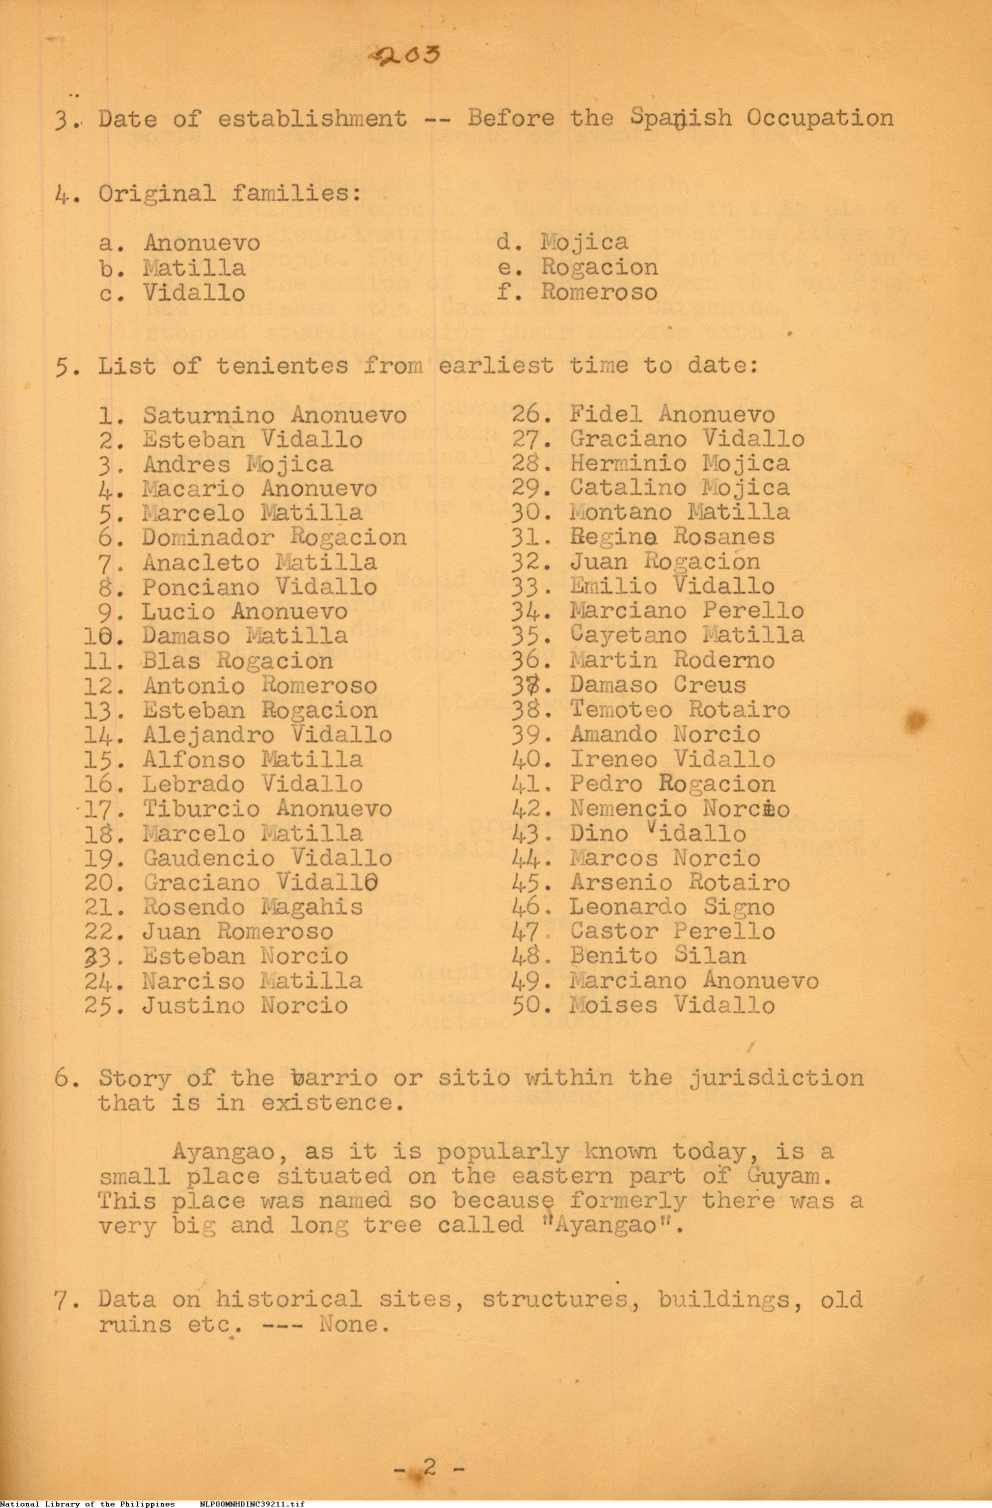 203
3. Date of establishment -- Before the Spanish Occupation
4. Original families:
a. Anonuevo
b. Matilla
c. Vidallo
d. Mojica
e. Rogacion
f. Romeroso
5. List of tenientes from earliest time to date:
1. Saturnino Anonuevo
2. Esteban Vidallo
3. Andres Mojica
4. Macario Anonuevo
5. Marcelo Matilla
6. Dominador Rogacion
7. Anacleto Matilla
8. Ponciano Vidallo
9. Lucio Anonuevo
10. Damaso Matilla
11. Blas Rogacion
12. Antonio Romeroso
13. Esteban Rogacion
14. Alejandro Vidallo
15. Alfonso Matilla
16. Lebrado Vidallo
17. Tiburcio Anonuevo
18. Marcelo Matilla
19. Gaudencio Vidallo
20. Graciano Vidallo
21. Rosendo Magahis
22. Juan Romeroso
23. Esteban Norcio
24. Narciso Matilla
25. Justino Norcio
26. Fidel Anonuevo
27. Graciano Vidallo
28. Herminio Mojica
29. Catalino Mojica
30. Montano Matilla
31. Regino Rosanes
32. Juan Rogacion
33. Emilio Vidallo
34. Marciano Perello
35. Cayetano Matilla
36. Martin Roderno
37. Damaso Creus
38. Temoteo Rotairo
39. Amando Norcio
40. Ireneo Vidallo
41. Pedro Rogacion
42. Nemencio Norcio
43. Dino Vidallo
44. Marcos Norcio
45. Arsenio Rotairo
46. Leonardo Signo
47. Castor Perello
48. Benito Silan
49. Marciano Anonuevo
50. Moises Vidallo
6. Story of the barrio or sitio within the jurisdiction
that is in existence.
Ayangao, as it is popularly known today, is a
small place situated on the eastern part of Guyam.
This place was named so because formerly there was a
very big and long tree called "Ayangao".
7. Data on historical sites, structures, buildings, old
ruins etc. --- None.
- 2 -
National Library of the Philippines NLP00MNHDINC39211.tif